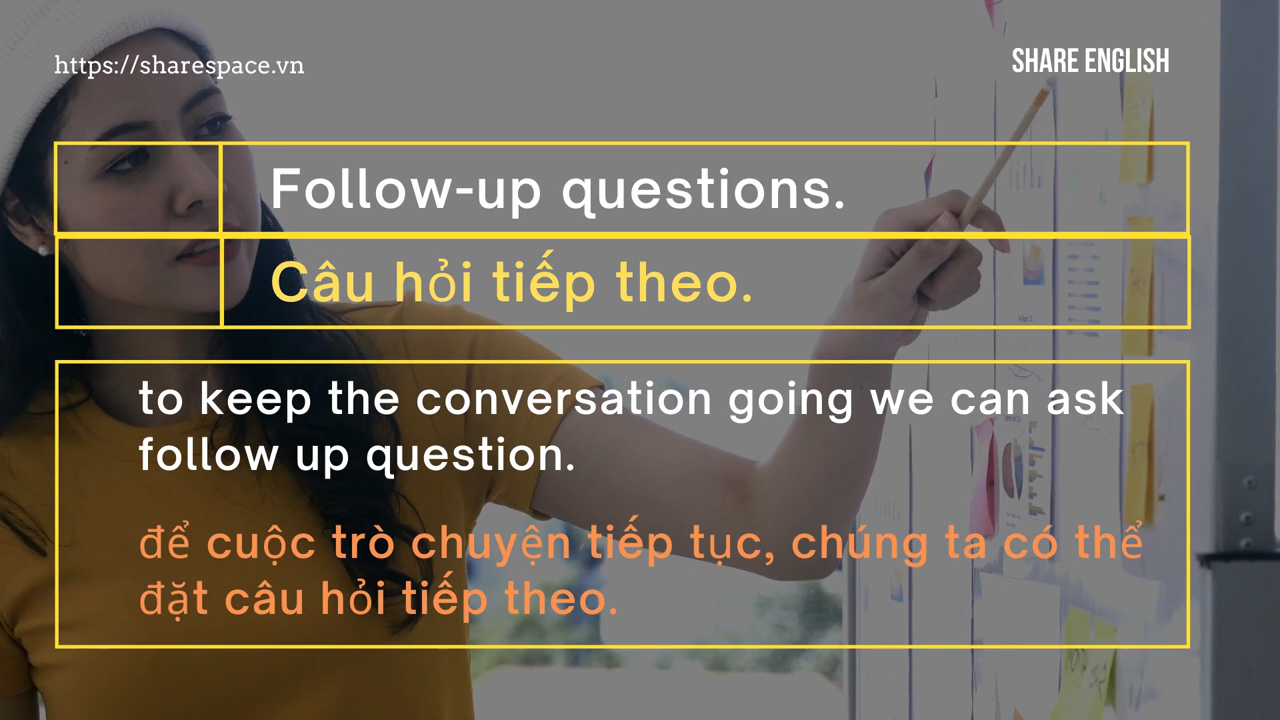 https://sharespace.vn
SHARE ENGLISH
Follow-up questions.
Câu hỏi tiếp theo.
to keep the conversation going we can ask
follow up question.
để cuộc trò chuyện tiếp tục, chúng ta có thể
đặt câu hỏi tiếp theo.